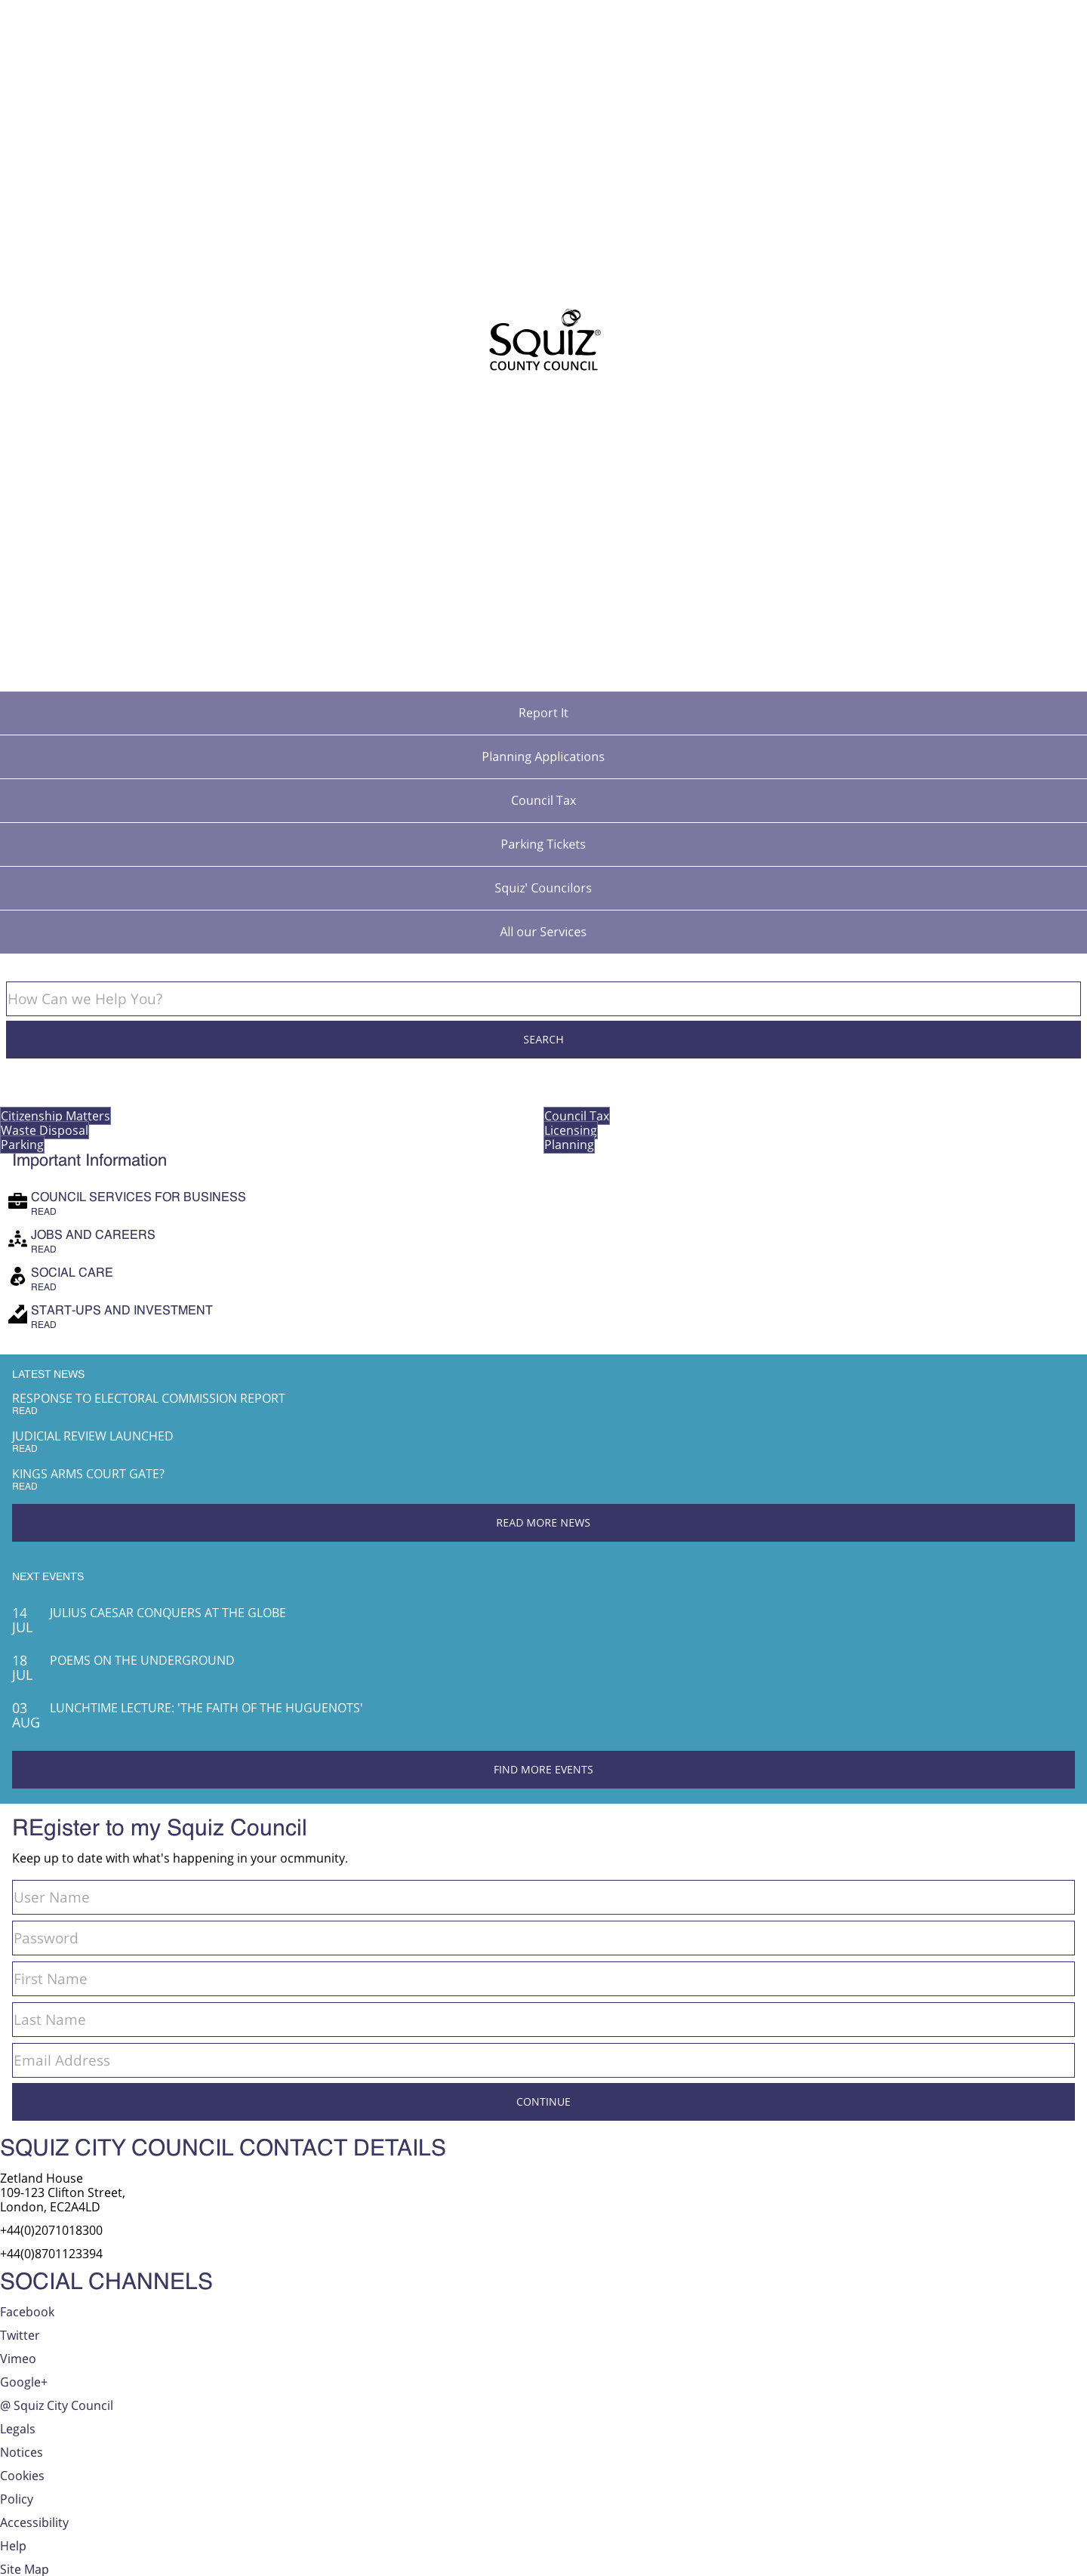 Squiz®
COUNTY COUNCIL
Report It
Planning Applications
Council Tax
Parking Tickets
Squiz' Councilors
All our Services
How Can we Help You?
SEARCH
Citizenship Matters
Council Tax
Waste Disposal
Licensing
Parking
Planning
Important Information
COUNCIL SERVICES FOR BUSINESS
READ
JOBS AND CAREERS
READ
SOCIAL CARE
READ
START-UPS AND INVESTMENT
READ
LATEST NEWS
RESPONSE TO ELECTORAL COMMISSION REPORT
READ
JUDICIAL REVIEW LAUNCHED
READ
KINGS ARMS COURT GATE?
READ
READ MORE NEWS
NEXT EVENTS
14 JULIUS CAESAR CONQUERS AT THE GLOBE
JUL
18 POEMS ON THE UNDERGROUND
JUL
03 LUNCHTIME LECTURE: 'THE FAITH OF THE HUGUENOTS'
AUG
FIND MORE EVENTS
REgister to my Squiz Council
Keep up to date with what's happening in your ocmmunity.
User Name
Password
First Name
Last Name
Email Address
CONTINUE
SQUIZ CITY COUNCIL CONTACT DETAILS
Zetland House
109-123 Clifton Street,
London, EC2A4LD
+44(0)2071018300
+44(0)8701123394
SOCIAL CHANNELS
Facebook
Twitter
Vimeo
Google+
@ Squiz City Council
Legals
Notices
Cookies
Policy
Accessibility
Help
Site Map